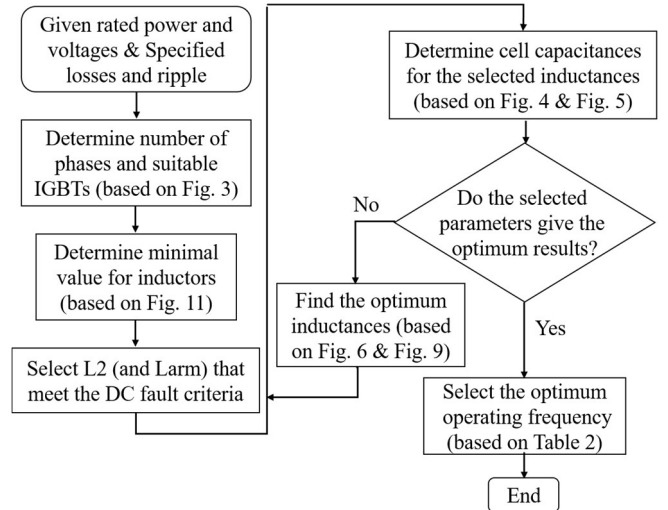 Given rated power and
voltages & Specified
losses and ripple
Determine number of
phases and suitable
IGBTs (based on Fig. 3)
Determine minimal
value for inductors
(based on Fig. 11)
Select L2 (and Larm) that
meet the DC fault criteria
Determine cell capacitances
for the selected inductances
(based on Fig. 4 & Fig. 5)
Do the selected
parameters give the
optimum results?
No
Find the optimum
inductances (based
on Fig. 6 & Fig. 9)
Yes
Select the optimum
operating frequency
(based on Table 2)
End